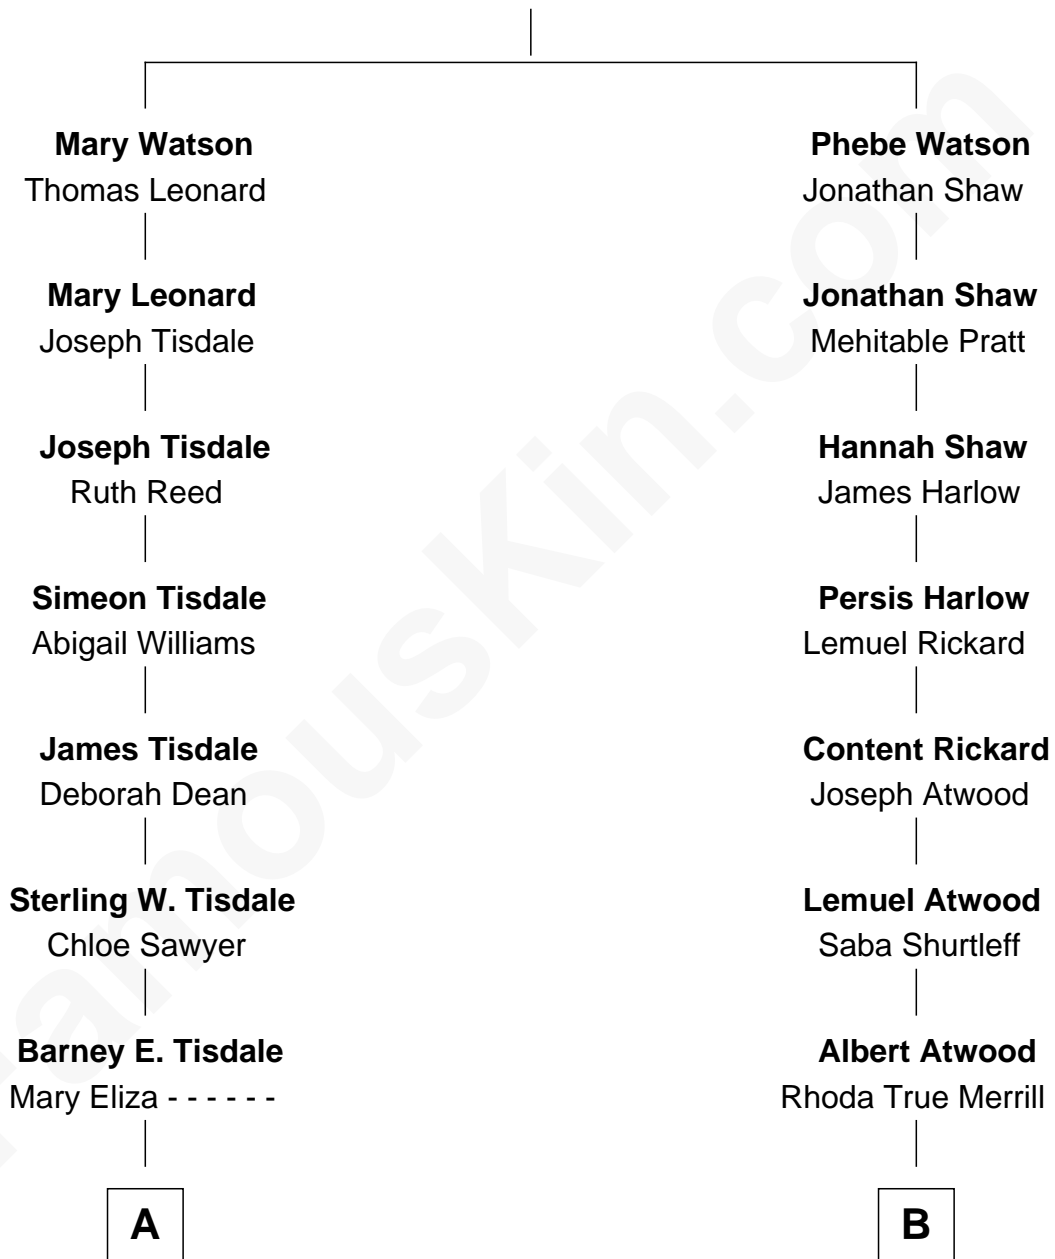 Mary Watson
Thomas Leonard
Mary Leonard
Joseph Tisdale
Joseph Tisdale
Ruth Reed
Simeon Tisdale
Abigail Williams
James Tisdale
Deborah Dean
Sterling W. Tisdale
Chloe Sawyer
Barney E. Tisdale
Mary Eliza - - - - - -
A
Phebe Watson
Jonathan Shaw
Jonathan Shaw
Mehitable Pratt
Hannah Shaw
James Harlow
Persis Harlow
Lemuel Rickard
Content Rickard
Joseph Atwood
Lemuel Atwood
Saba Shurtleff
Albert Atwood
Rhoda True Merrill
B
FamousKin.com